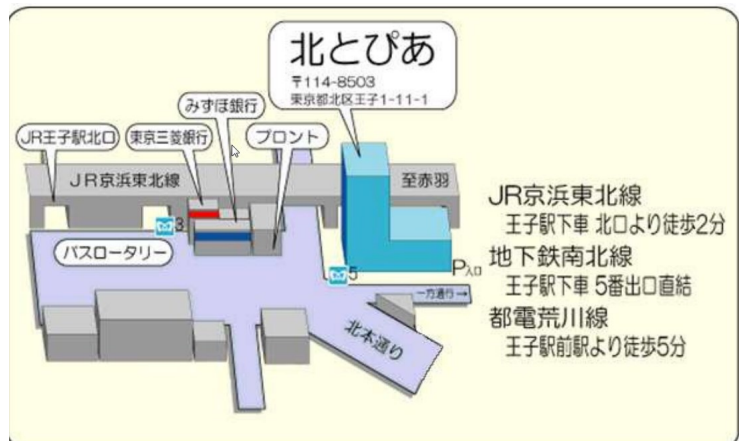 北とぴあ
〒114-8503
東京都北区王子1-11-1
みずほ銀行
JR王子駅北口
東京三菱銀行
プロント
JR京浜東北線
至赤羽
3
バスロータリー
5
P入口
一方通行→
北本通り
JR京浜東北線
王子駅下車 北口より徒歩2分
地下鉄南北線
王子駅下車 5番出口直結
都電荒川線
王子駅前駅より徒歩5分